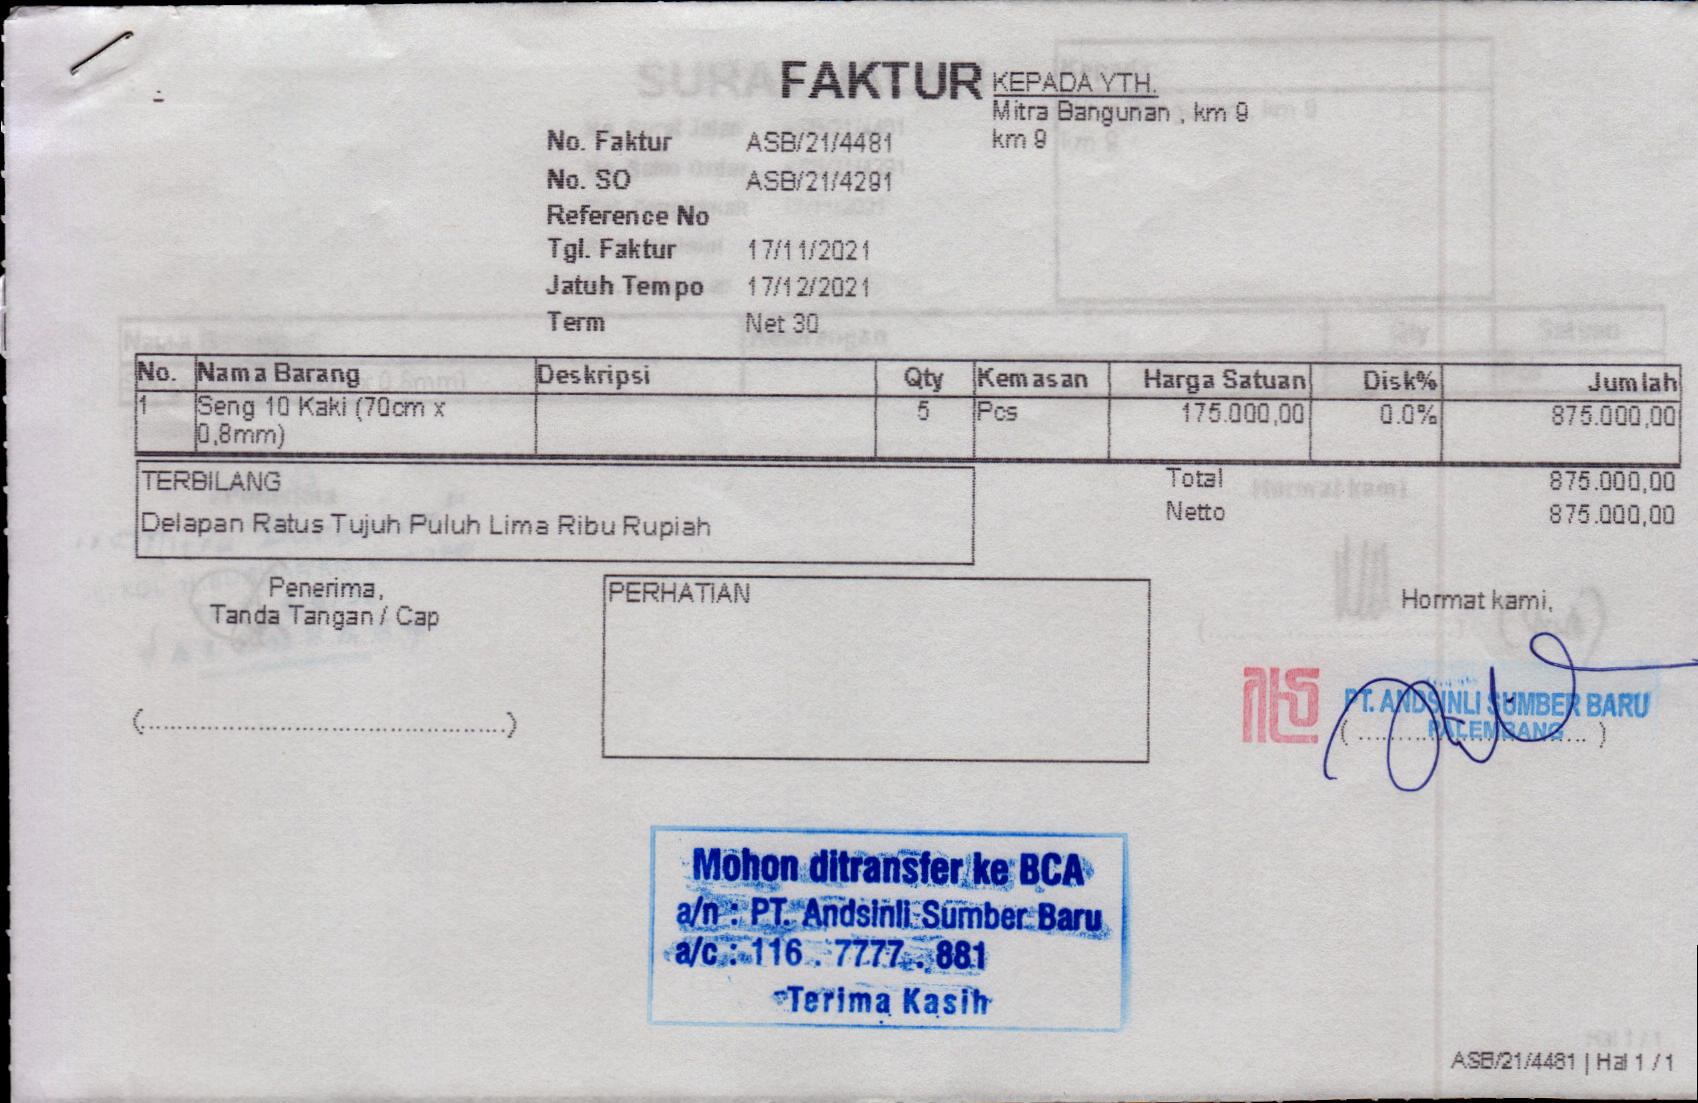 FAKTUR
KEPADA YTH.
Mitra Bangunan , km 9
km 9
No. Faktur ASB/21/4481
No. SO ASB/21/4291
Reference No
Tgl. Faktur 17/11/2021
Jatuh Tempo 17/12/2021
Term Net 30
No. Nama Barang Deskripsi Qty Kemasan Harga Satuan Disk% Jumlah
1 Seng 10 Kaki (70cm x 5 Pcs 175.000,00 0.0% 875.000,00
0,8mm)
TERBILANG
Delapan Ratus Tujuh Puluh Lima Ribu Rupiah
Total 875.000,00
Netto 875.000,00
Penerima,
Tanda Tangan / Cap
(................................................)
PERHATIAN
Hormat kami,
PT. ANDSINLI SUMBER BARU
PALEMBANG
(................................)
Mohon ditransfer ke BCA
a/n : PT. Andsinli Sumber Baru
a/c : 116 . 7777 . 881
Terima Kasih
ASB/21/4481 | Hal 1 / 1